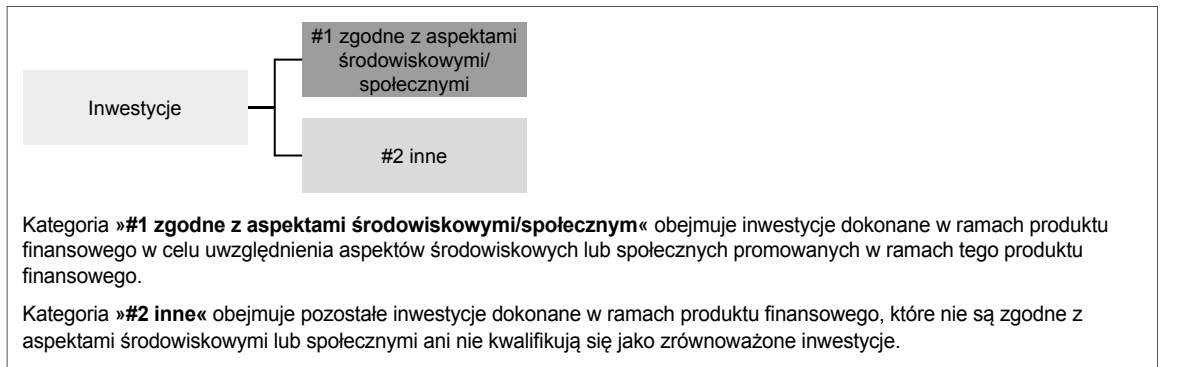 #1 zgodne z aspektami
środowiskowymi/
społecznymi
Inwestycje
#2 inne
Kategoria »#1 zgodne z aspektami środowiskowymi/społecznym« obejmuje inwestycje dokonane w ramach produktu
finansowego w celu uwzględnienia aspektów środowiskowych lub społecznych promowanych w ramach tego produktu
finansowego.
Kategoria »#2 inne« obejmuje pozostałe inwestycje dokonane w ramach produktu finansowego, które nie są zgodne z
aspektami środowiskowymi lub społecznymi ani nie kwalifikują się jako zrównoważone inwestycje.